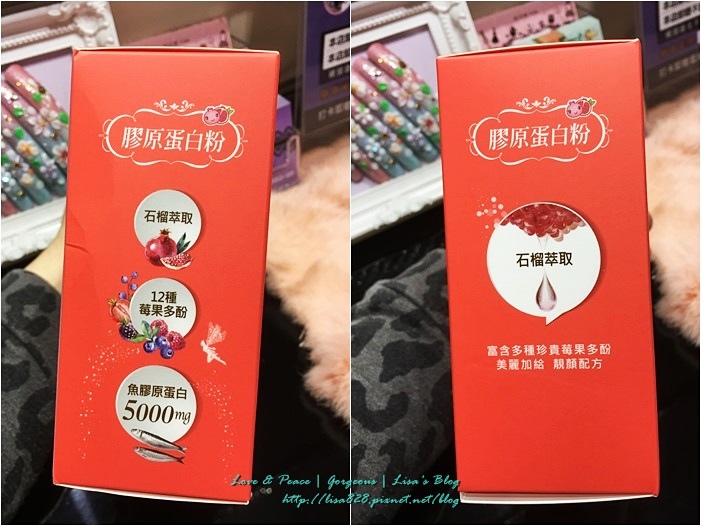 膠原蛋白粉
石榴萃取
12種
莓果多酚
魚膠原蛋白
5000mg
膠原蛋白粉
石榴萃取
富含多種珍貴莓果多酚
美麗加給 靚顏配方
Love & Peace | Gorgeous | Lisa's Blog
http://lisa828.pixnet.net/blog